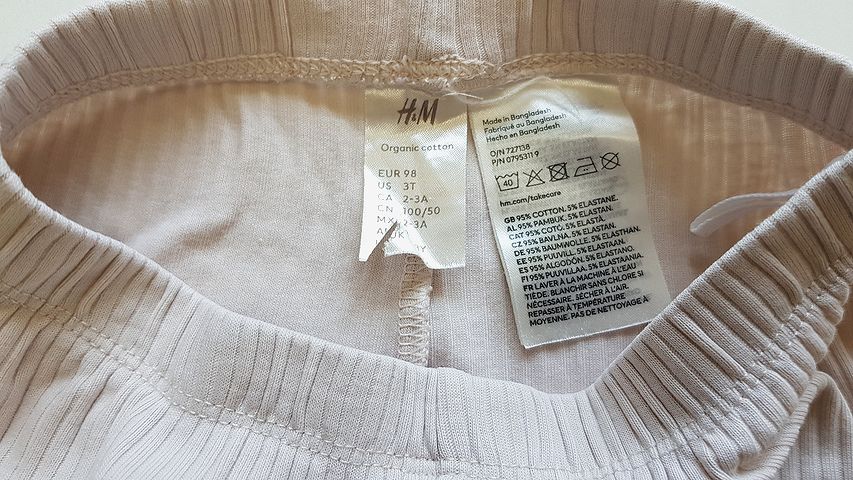 H&M
Organic cotton
EUR 98
US 3T
CA 2-3A
CN 100/50
MX 2-3A
Made in Bangladesh
Fabriqué au Bangladesh
Hecho en Bangladesh
O/N 727138
P/N 0795311 9
40
hm.com/takecare
GB 95% COTTON. 5% ELASTANE.
AL 95% PAMBUK. 5% ELASTAN.
CAT 95% COTÓ. 5% ELASTÀ.
CZ 95% BAVLNA. 5% ELASTAN.
DE 95% BAUMWOLLE. 5% ELASTHAN.
EE 95% PUUVILL. 5% ELASTAAN.
ES 95% ALGODÓN. 5% ELASTANO.
FI 95% PUUVILLAA. 5% ELASTAANIA.
FR LAVER À LA MACHINE À L'EAU
TIÈDE. BLANCHIR SANS CHLORE SI
NÉCESSAIRE. SÉCHER À L'AIR.
REPASSER À TEMPÉRATURE
MOYENNE. PAS DE NETTOYAGE À